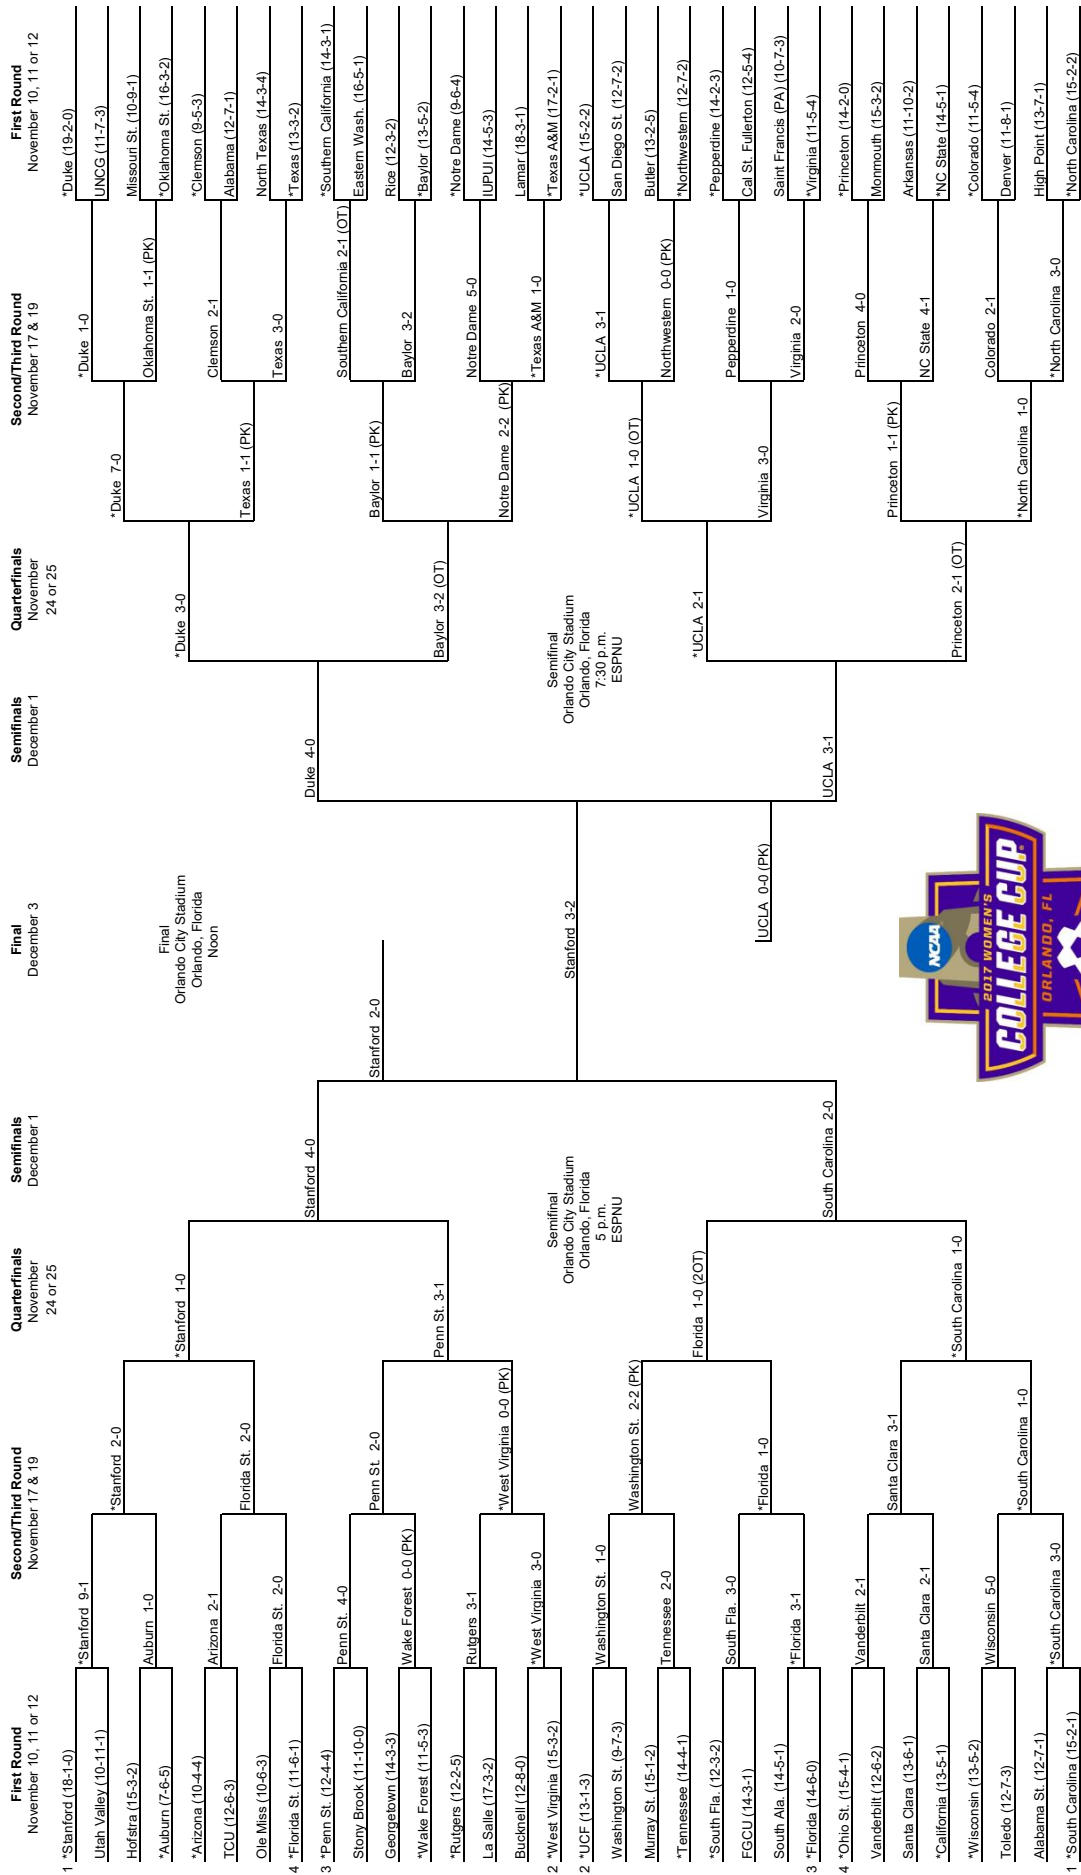 First Round
November 10, 11 or 12
Second/Third Round
November 17 & 19
Quarterfinals
November
24 or 25
Semifinals
December 1
Final
December 3
Semifinals
December 1
Quarterfinals
November
24 or 25
Second/Third Round
November 17 & 19
First Round
November 10, 11 or 12
1 *Stanford (18-1-0)
Utah Valley (10-11-1)
Hofstra (15-3-2)
*Auburn (7-6-5)
*Arizona (10-4-4)
TCU (12-6-3)
Ole Miss (10-6-3)
4 *Florida St. (11-6-1)
3 *Penn St. (12-4-4)
Stony Brook (11-10-0)
Georgetown (14-3-3)
*Wake Forest (11-5-3)
*Rutgers (12-2-5)
La Salle (17-3-2)
Bucknell (12-8-0)
2 *West Virginia (15-3-2)
2 *UCF (13-1-3)
Washington St. (9-7-3)
Murray St. (15-1-2)
*Tennessee (14-4-1)
*South Fla. (12-3-2)
FGCU (14-3-1)
South Ala. (14-5-1)
3 *Florida (14-6-0)
4 *Ohio St. (15-4-1)
Vanderbilt (12-6-2)
Santa Clara (13-6-1)
*California (13-5-1)
*Wisconsin (13-5-2)
Toledo (12-7-3)
Alabama St. (12-7-1)
1 *South Carolina (15-2-1)
*Stanford 9-1
Auburn 1-0
Arizona 2-1
Florida St. 2-0
Penn St. 4-0
Wake Forest 0-0 (PK)
Rutgers 3-1
*West Virginia 3-0
Washington St. 1-0
Tennessee 2-0
South Fla. 3-0
*Florida 3-1
Vanderbilt 2-1
Santa Clara 2-1
Wisconsin 5-0
*South Carolina 3-0
*Stanford 2-0
Florida St. 2-0
Penn St. 2-0
*West Virginia 0-0 (PK)
Washington St. 2-2 (PK)
*Florida 1-0
Santa Clara 3-1
*South Carolina 1-0
*Stanford 1-0
Penn St. 3-1
Florida 1-0 (2OT)
*South Carolina 1-0
Stanford 4-0
South Carolina 2-0
Semifinal
Orlando City Stadium
Orlando, Florida
5 p.m.
ESPNU
Stanford 2-0
Final
Orlando City Stadium
Orlando, Florida
Noon
Stanford 3-2
UCLA 0-0 (PK)
NCAA
2017 WOMEN'S
COLLEGE CUP
ORLANDO, FL
Duke 4-0
UCLA 3-1
Semifinal
Orlando City Stadium
Orlando, Florida
7:30 p.m.
ESPNU
*Duke 3-0
Baylor 3-2 (OT)
*UCLA 2-1
Princeton 2-1 (OT)
*Duke 7-0
Texas 1-1 (PK)
Baylor 1-1 (PK)
Notre Dame 2-2 (PK)
*UCLA 1-0 (OT)
Virginia 3-0
Princeton 1-1 (PK)
*North Carolina 1-0
*Duke 1-0
Oklahoma St. 1-1 (PK)
Clemson 2-1
Texas 3-0
Southern California 2-1 (OT)
Baylor 3-2
Notre Dame 5-0
*Texas A&M 1-0
*UCLA 3-1
Northwestern 0-0 (PK)
Pepperdine 1-0
Virginia 2-0
Princeton 4-0
NC State 4-1
Colorado 2-1
*North Carolina 3-0
*Duke (19-2-0)
UNCG (11-7-3)
Missouri St. (10-9-1)
*Oklahoma St. (16-3-2)
*Clemson (9-5-3)
Alabama (12-7-1)
North Texas (14-3-4)
*Texas (13-3-2)
*Southern California (14-3-1)
Eastern Wash. (16-5-1)
Rice (12-3-2)
*Baylor (13-5-2)
*Notre Dame (9-6-4)
IUPUI (14-5-3)
Lamar (18-3-1)
*Texas A&M (17-2-1)
*UCLA (15-2-2)
San Diego St. (12-7-2)
Butler (13-2-5)
*Northwestern (12-7-2)
*Pepperdine (14-2-3)
Cal St. Fullerton (12-5-4)
Saint Francis (PA) (10-7-3)
*Virginia (11-5-4)
*Princeton (14-2-0)
Monmouth (15-3-2)
Arkansas (11-10-2)
*NC State (14-5-1)
*Colorado (11-5-4)
Denver (11-8-1)
High Point (13-7-1)
*North Carolina (15-2-2)